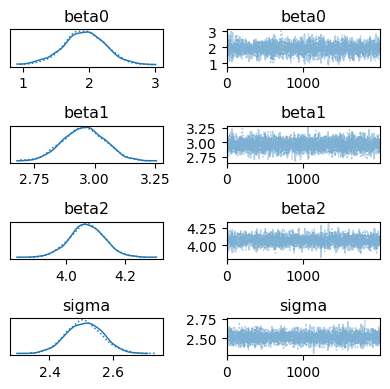 beta0 beta0
3
2
1
1 2 3 0 1000
beta1 beta1
3.25
3.00
2.75
2.75 3.00 3.25 0 1000
beta2 beta2
4.25
4.00
4.0 4.2 0 1000
sigma sigma
2.75
2.50
2.4 2.6 0 1000